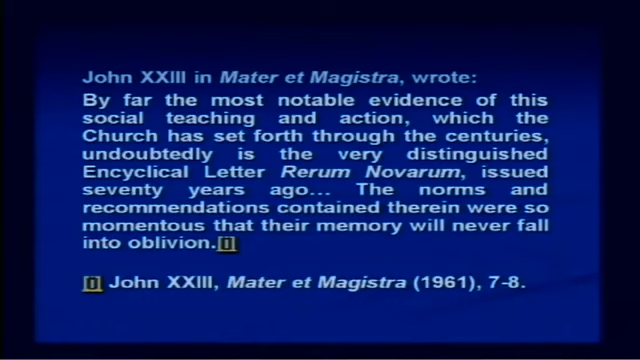 John XXIII in Mater et Magistra, wrote:
By far the most notable evidence of this
social teaching and action, which the
Church has set forth through the centuries,
undoubtedly is the very distinguished
Encyclical Letter Rerum Novarum, issued
seventy years ago... The norms and
recommendations contained therein were so
momentous that their memory will never fall
into oblivion.[i]
[i] John XXIII, Mater et Magistra (1961), 7-8.